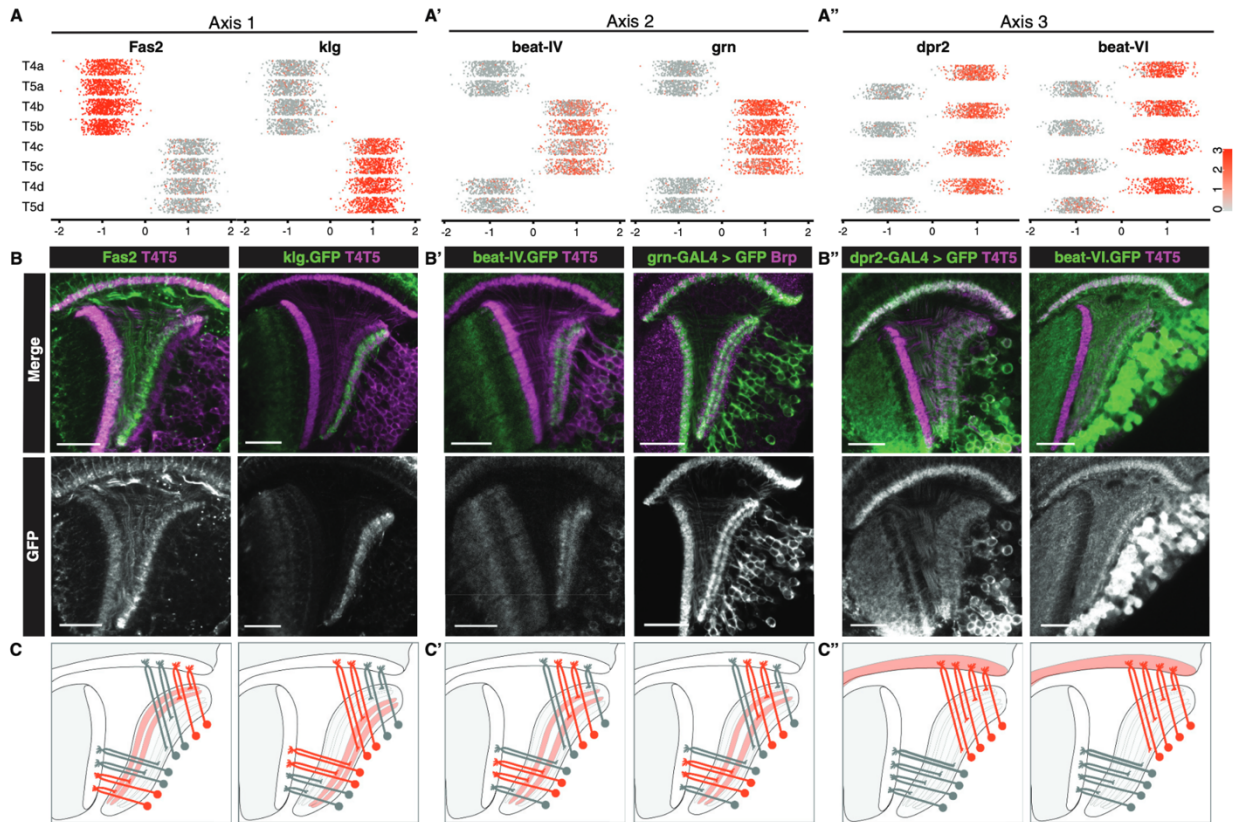 A Axis 1 A' Axis 2 A'' Axis 3
Fas2 klg beat-IV grn dpr2 beat-VI
T4a
T5a
T4b
T5b
T4c
T5c
T4d
T5d
0 1 2 3
-2 -1 0 1 2 -2 -1 0 1 2 -2 -1 0 1 2 -2 -1 0 1 2 -2 -1 0 1 2 -2 -1 0 1 2
B Fas2 T4T5 klg.GFP T4T5 B' beat-IV.GFP T4T5 grn-GAL4 > GFP Brp B'' dpr2-GAL4 > GFP T4T5 beat-VI.GFP T4T5
Merge
GFP
C C' C''